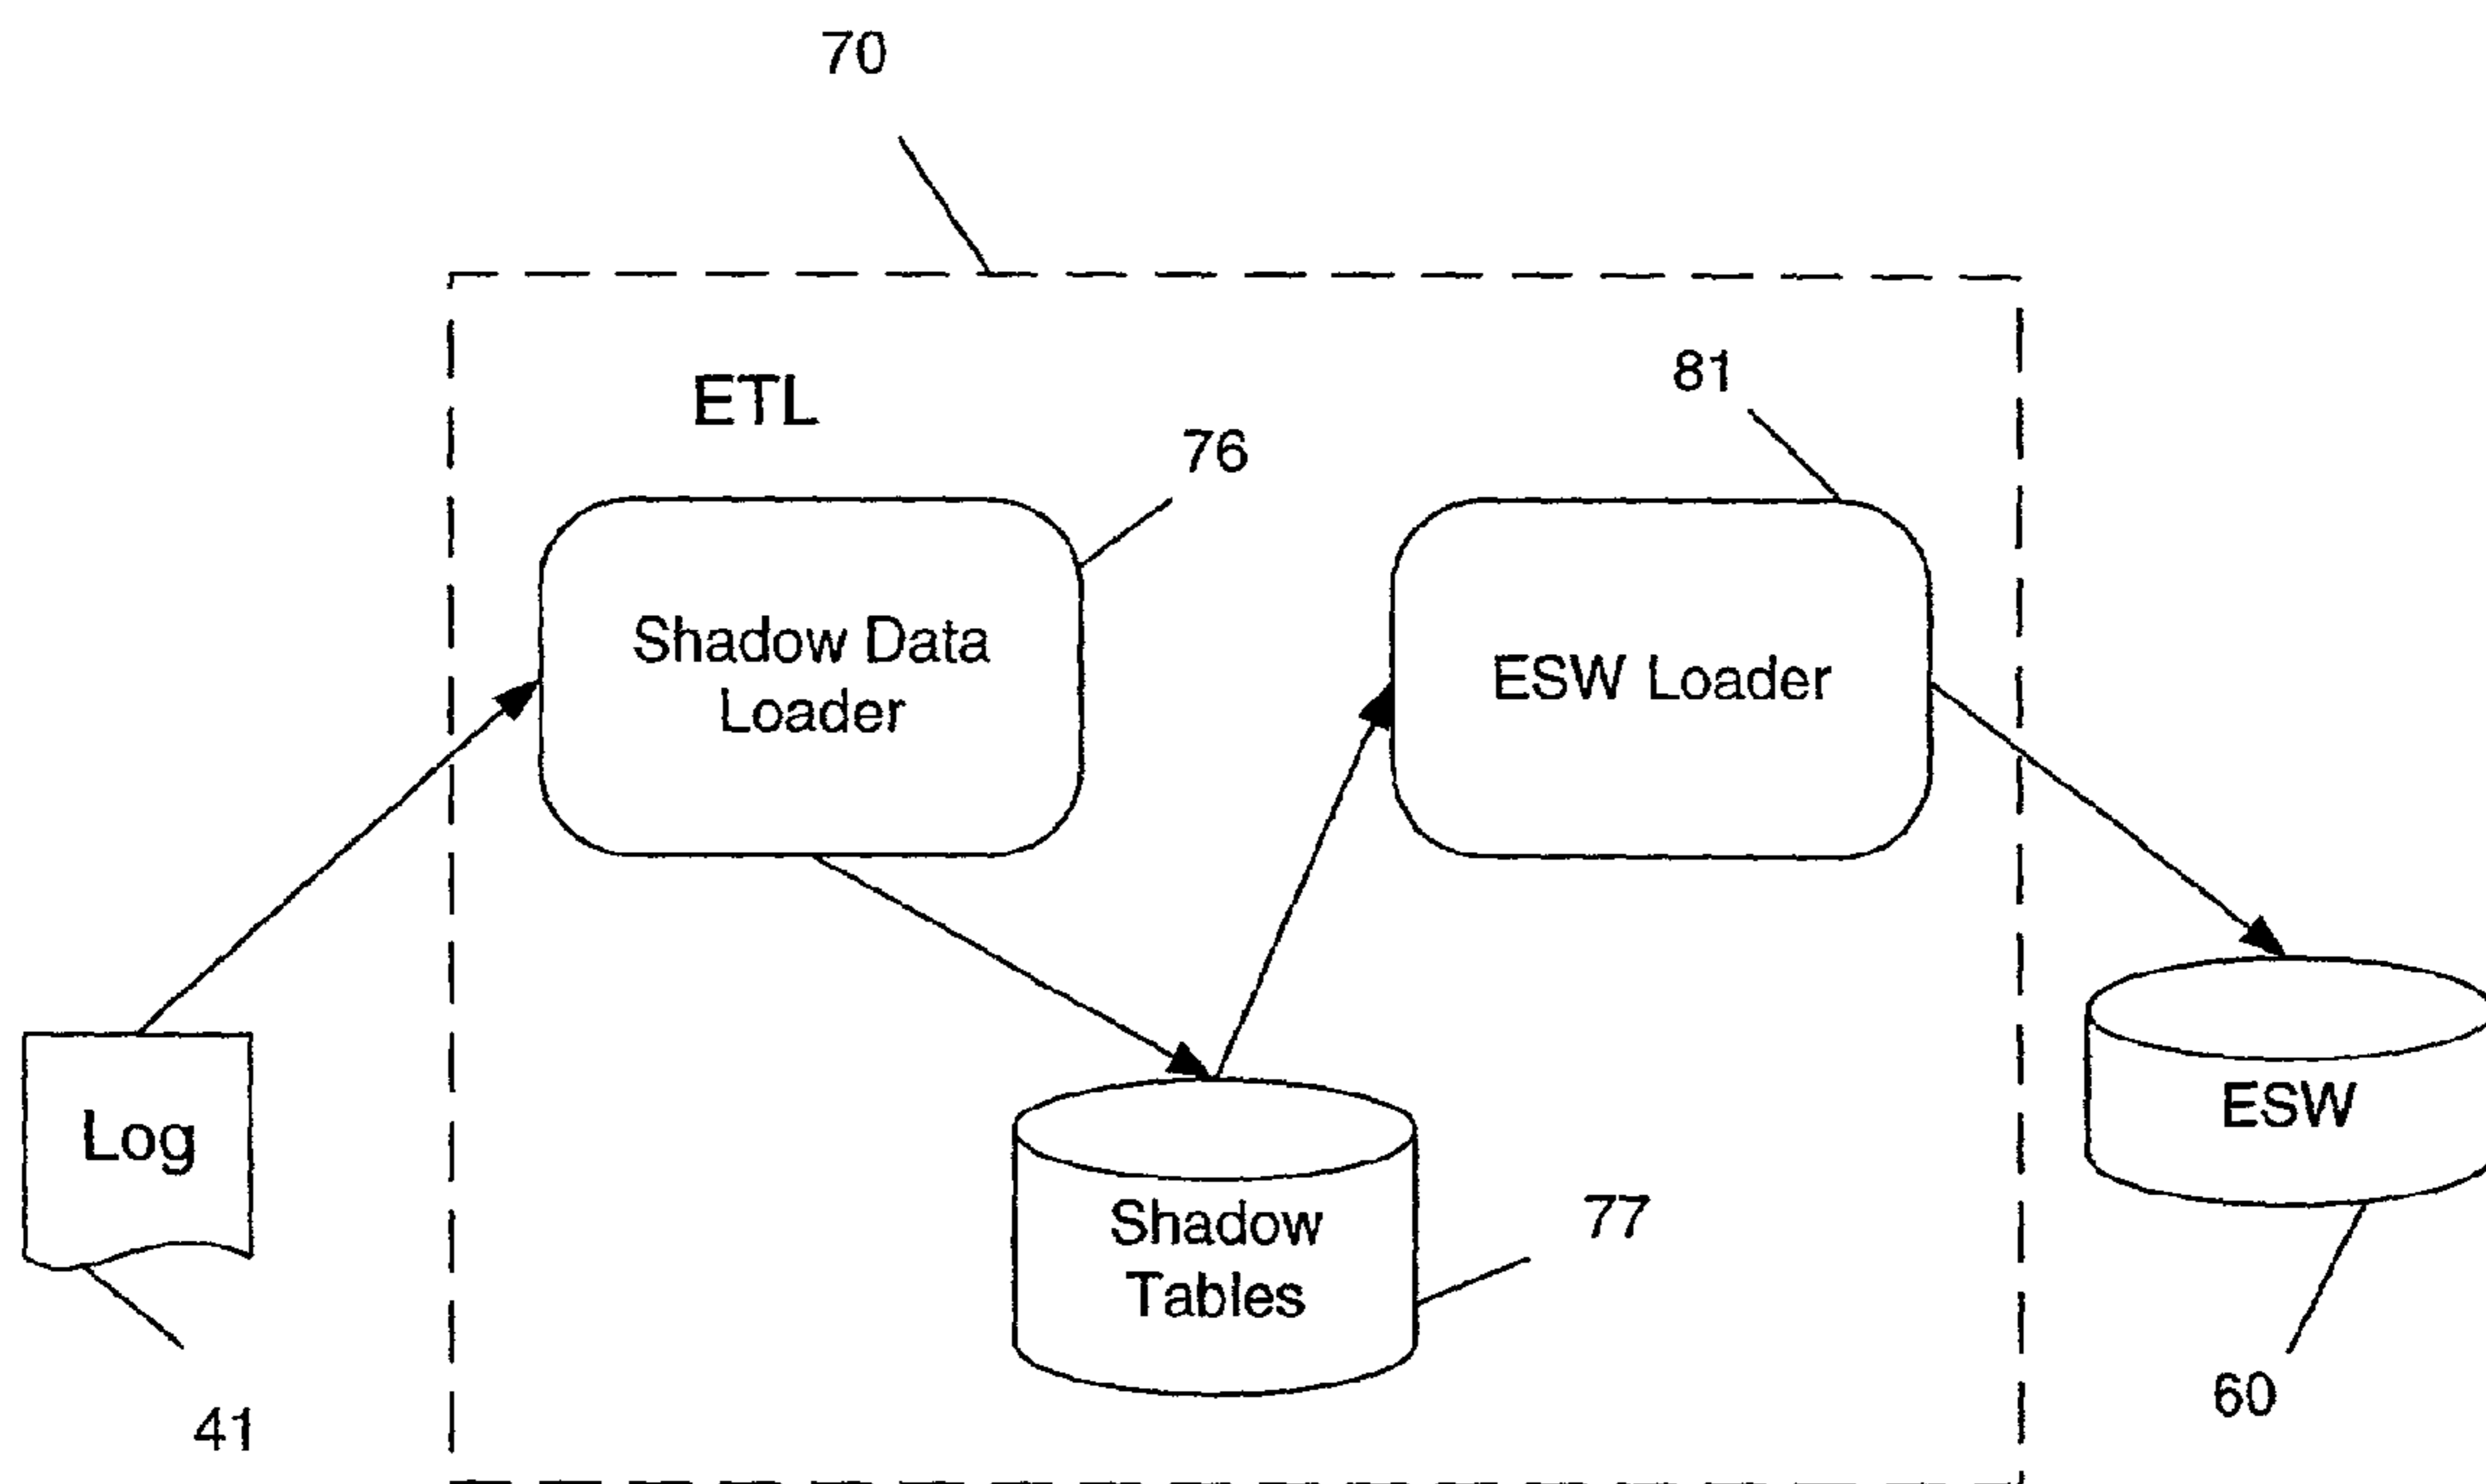 70
ETL
81
76
Shadow Data
Loader
ESW Loader
Log
ESW
Shadow
Tables
77
41
60